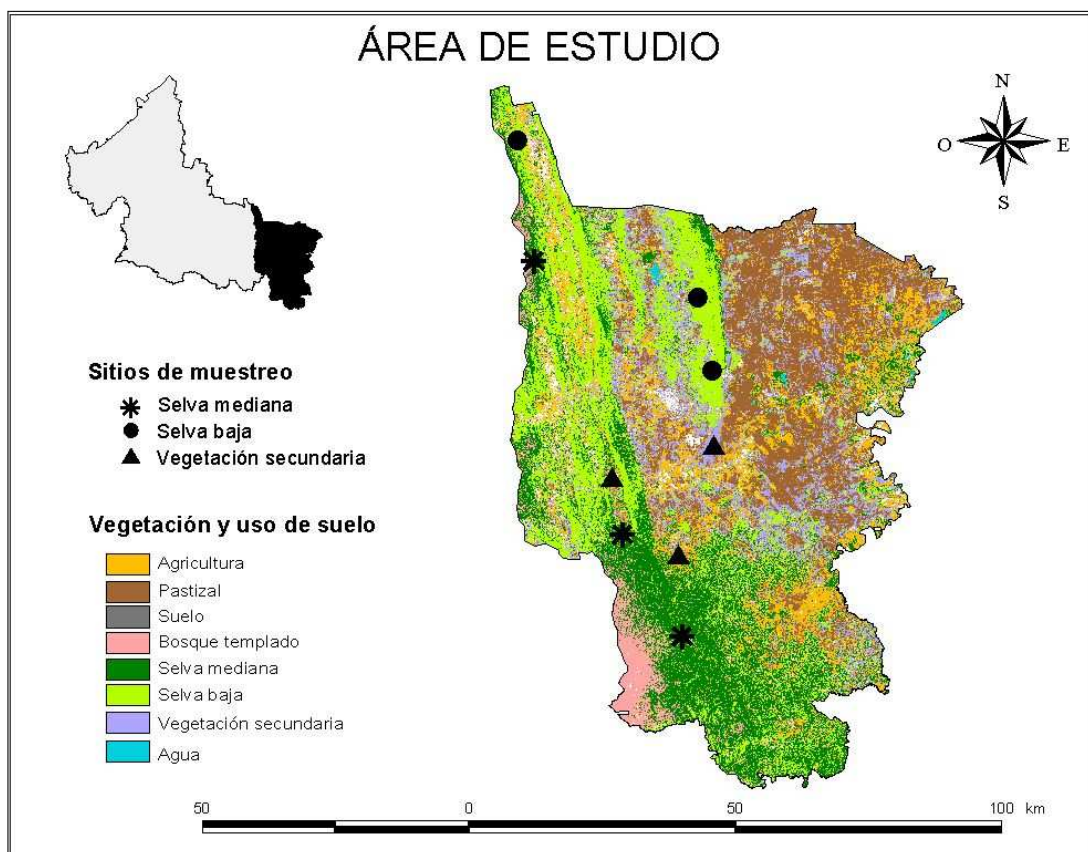 ÁREA DE ESTUDIO
N
O
E
S
Sitios de muestreo
Selva mediana
Selva baja
Vegetación secundaria
Vegetación y uso de suelo
Agricultura
Pastizal
Suelo
Bosque templado
Selva mediana
Selva baja
Vegetación secundaria
Agua
50 0 50 100 km